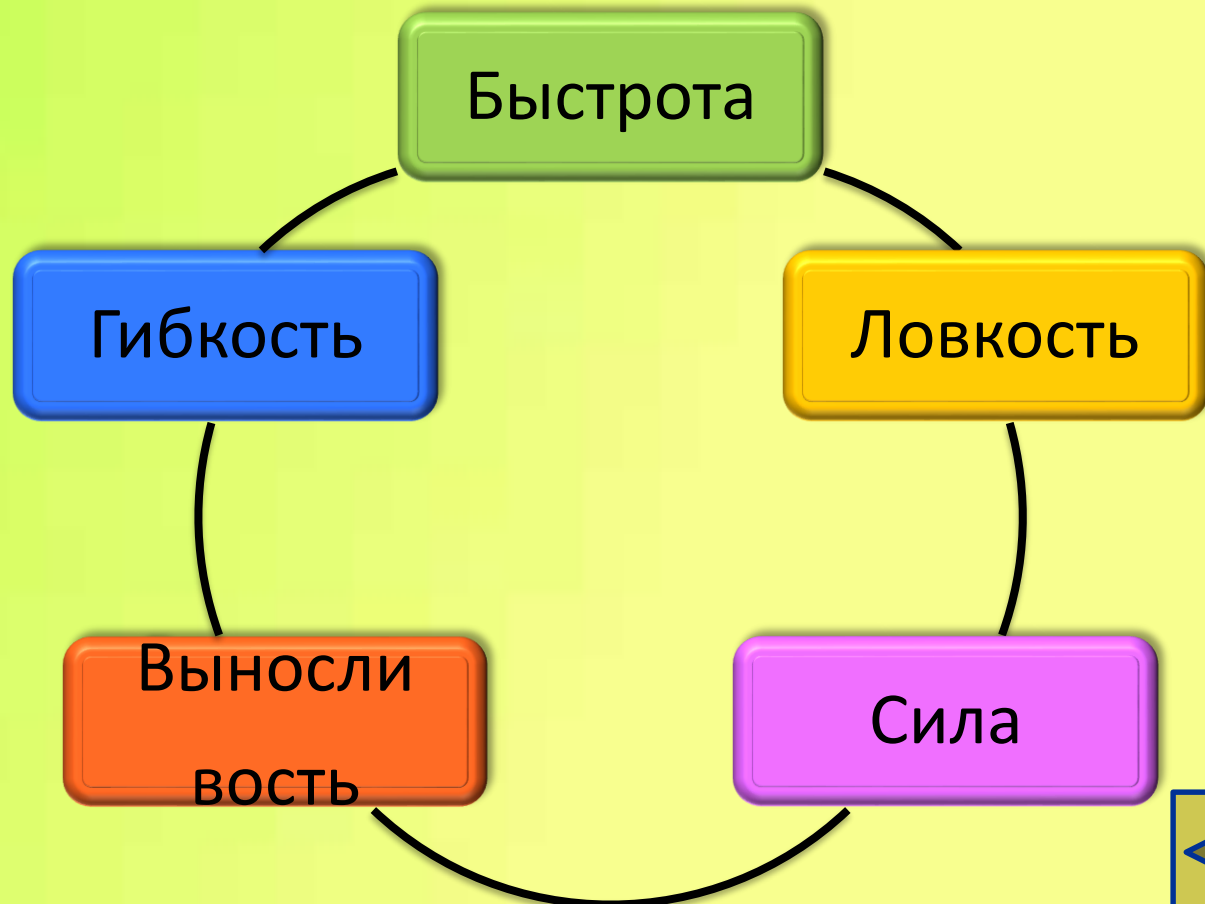 Быстрота
Гибкость
Ловкость
Выносли
вость
Сила